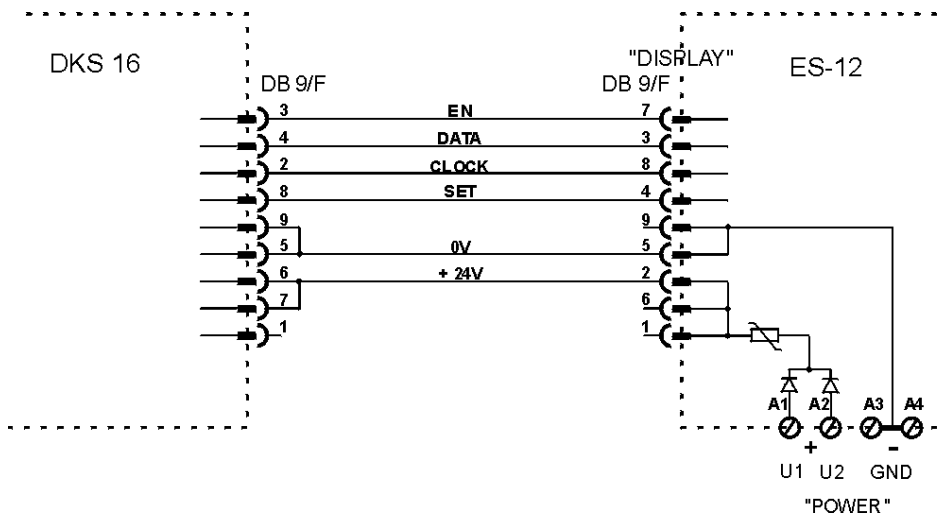 DKS 16
"DISPLAY"
ES-12
DB 9/F
DB 9/F
3 EN 7
4 DATA 3
2 CLOCK 8
8 SET 4
9 9
5 0V 5
6 + 24V 2
7 6
1 1
A1 A2 A3 A4
+ -
U1 U2 GND
"POWER"